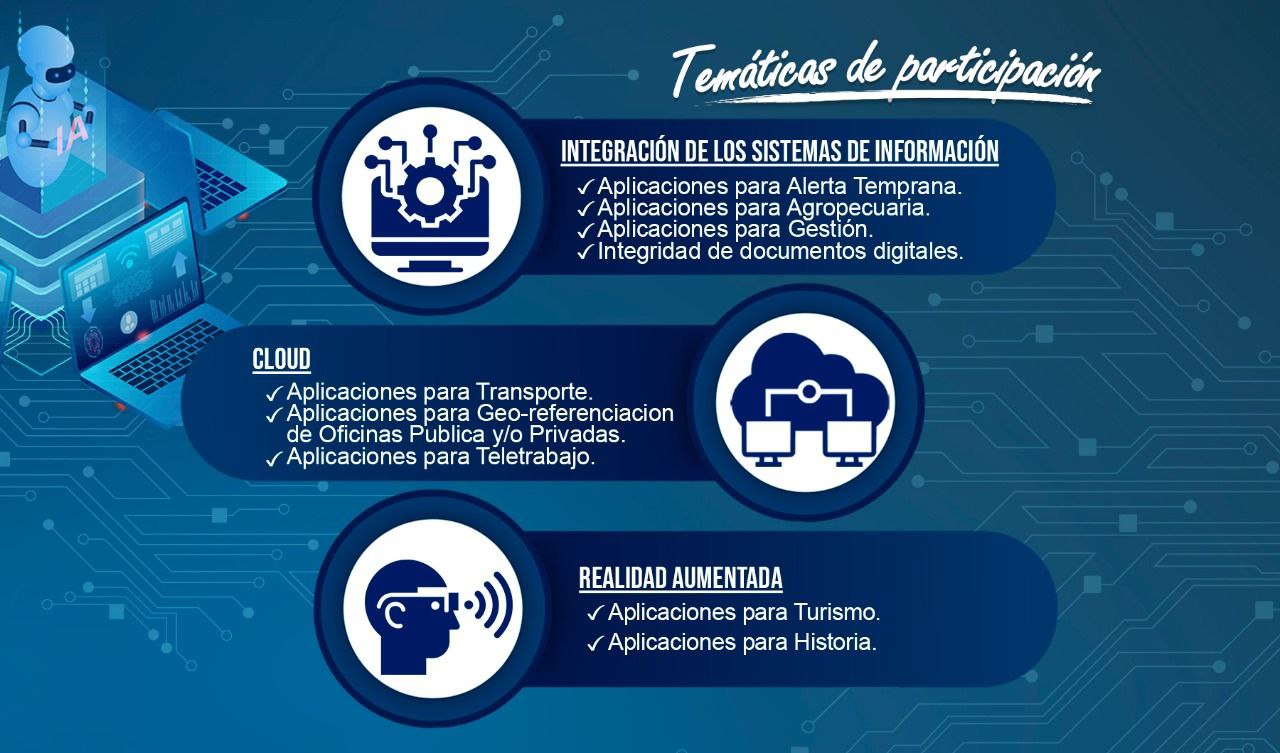 Temáticas de participación
IA
INTEGRACIÓN DE LOS SISTEMAS DE INFORMACIÓN
✓Aplicaciones para Alerta Temprana.
✓Aplicaciones para Agropecuaria.
✓Aplicaciones para Gestión.
✓Integridad de documentos digitales.
CLOUD
✓Aplicaciones para Transporte.
✓Aplicaciones para Geo-referenciacion
de Oficinas Publica y/o Privadas.
✓Aplicaciones para Teletrabajo.
REALIDAD AUMENTADA
✓Aplicaciones para Turismo.
✓Aplicaciones para Historia.